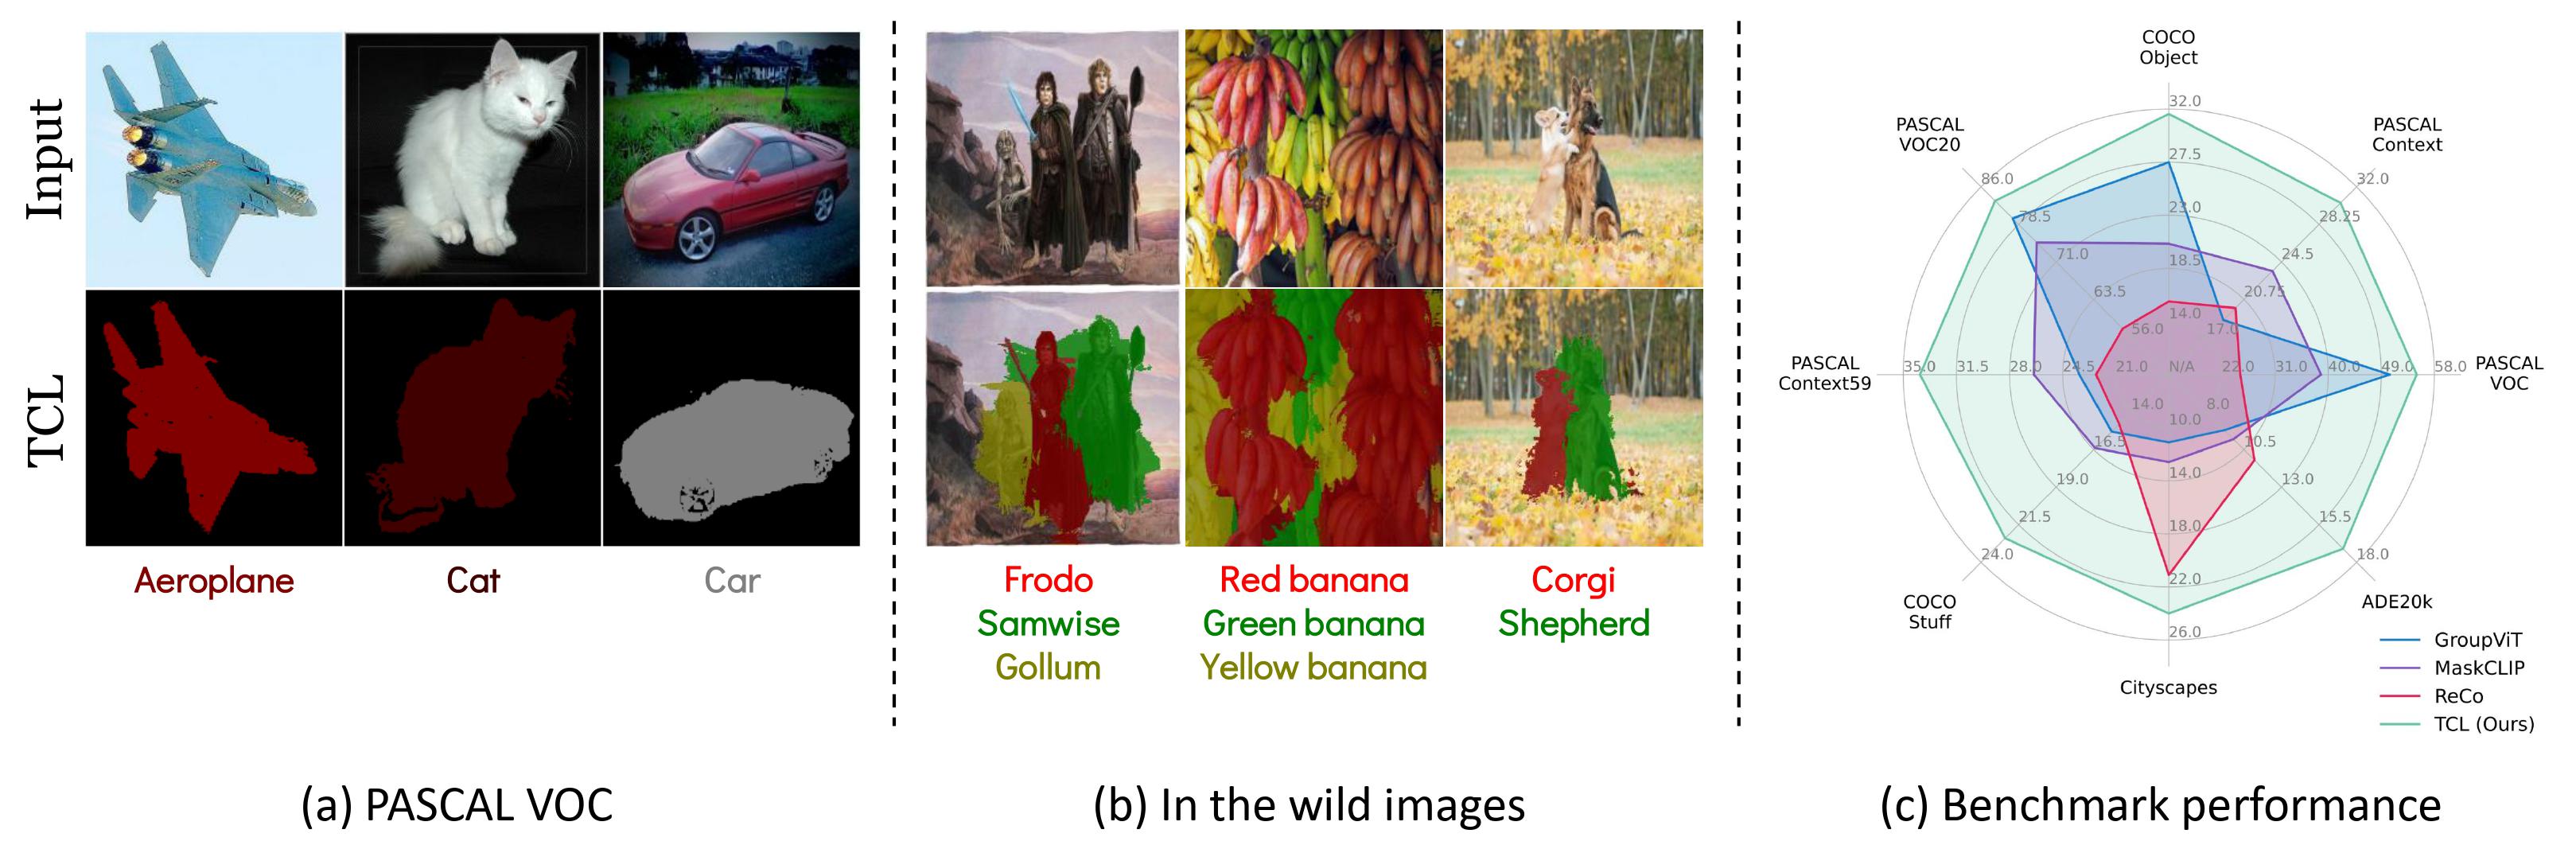 Input
TCL
Aeroplane
Cat
Car
(a) PASCAL VOC
Frodo
Samwise
Gollum
Red banana
Green banana
Yellow banana
Corgi
Shepherd
(b) In the wild images
COCO
Object
PASCAL
VOC20
PASCAL
Context
32.0
27.5
23.0
18.5
14.0
86.0
78.5
71.0
63.5
56.0
32.0
28.25
24.5
20.75
17.0
PASCAL
Context59
35.0 31.5 28.0 24.5 21.0 N/A 22.0 31.0 40.0 49.0 58.0
PASCAL
VOC
14.0
16.5
19.0
21.5
24.0
10.0
14.0
18.0
22.0
26.0
8.0
10.5
13.0
15.5
18.0
COCO
Stuff
Cityscapes
ADE20k
GroupViT
MaskCLIP
ReCo
TCL (Ours)
(c) Benchmark performance